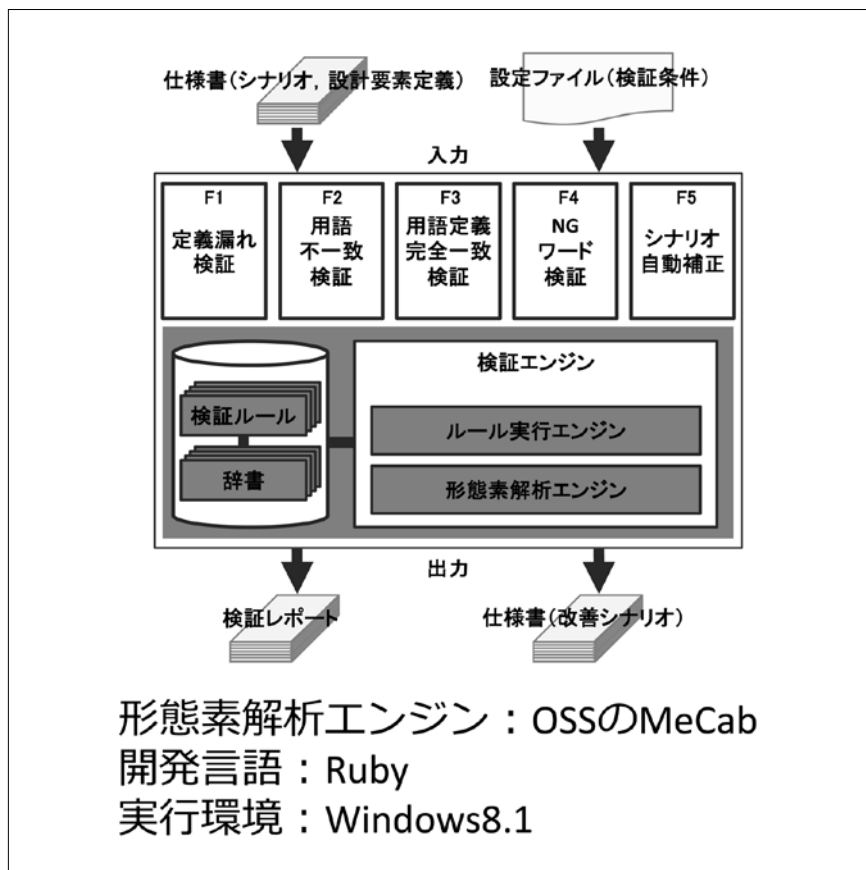 仕様書(シナリオ，設計要素定義)
設定ファイル(検証条件)
入力
F1
定義漏れ
検証
F2
用語
不一致
検証
F3
用語定義
完全一致
検証
F4
NG
ワード
検証
F5
シナリオ
自動補正
検証ルール
辞書
検証エンジン
ルール実行エンジン
形態素解析エンジン
出力
検証レポート
仕様書(改善シナリオ)
形態素解析エンジン：OSSのMeCab
開発言語：Ruby
実行環境：Windows8.1